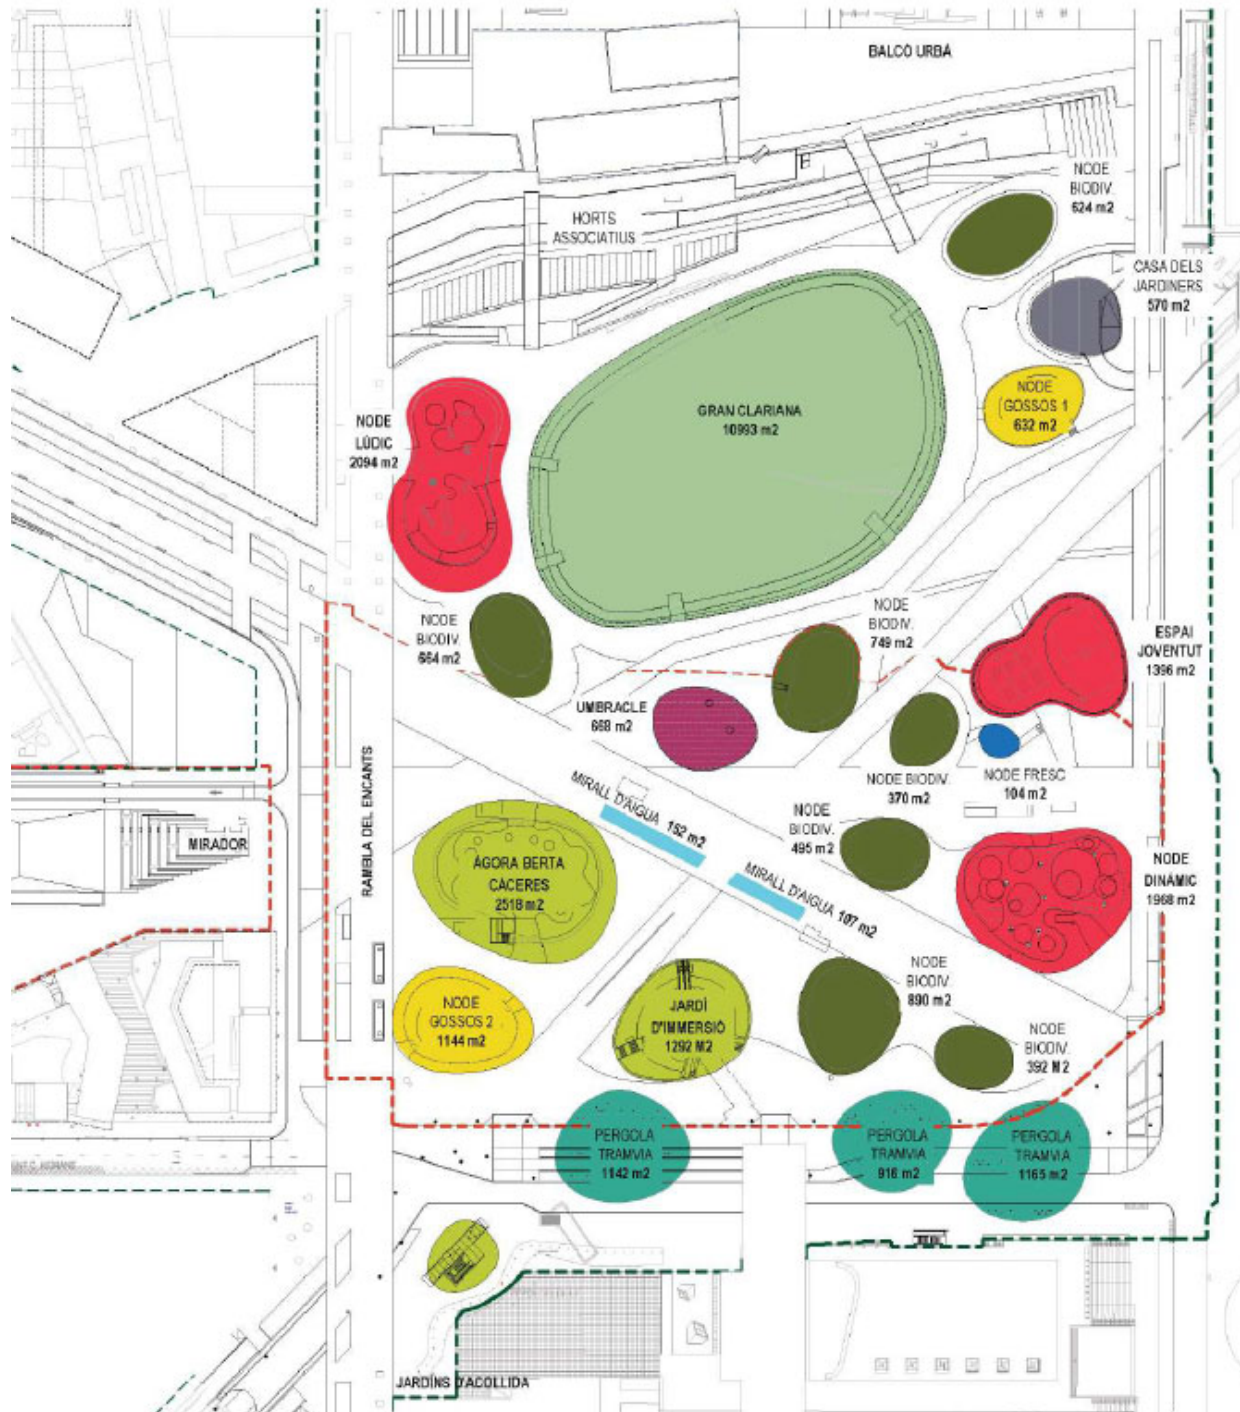 BALCÓ URBÀ
NODE
BIODIV.
624 m2
HORTS
ASSOCIATIUS
CASA DELS
JARDINERS
570 m2
NODE
GOSSOS 1
632 m2
GRAN CLARIANA
10993 m2
NODE
LÚDIC
2094 m2
NODE
BIODIV.
664 m2
NODE
BIODIV.
749 m2
ESPAI
JOVENTUT
1396 m2
UMBRACLE
668 m2
NODE BIODIV.
370 m2
NODE FRESC
104 m2
MIRALL D'AIGUA 152 m2
NODE
BIODIV.
495 m2
RAMBLA DEL ENCANTS
MIRADOR
ÀGORA BERTA
CÁCERES
2518 m2
MIRALL D'AIGUA 107 m2
NODE
DINÀMIC
1968 m2
NODE
BIODIV.
890 m2
NODE
GOSSOS 2
1144 m2
JARDÍ
D'IMMERSIÓ
1292 M2
NODE
BIODIV.
392 M2
PERGOLA
TRAMVIA
1142 m2
PERGOLA
TRAMVIA
916 m2
PERGOLA
TRAMVIA
1165 m2
JARDÍNS D'ACOLLIDA